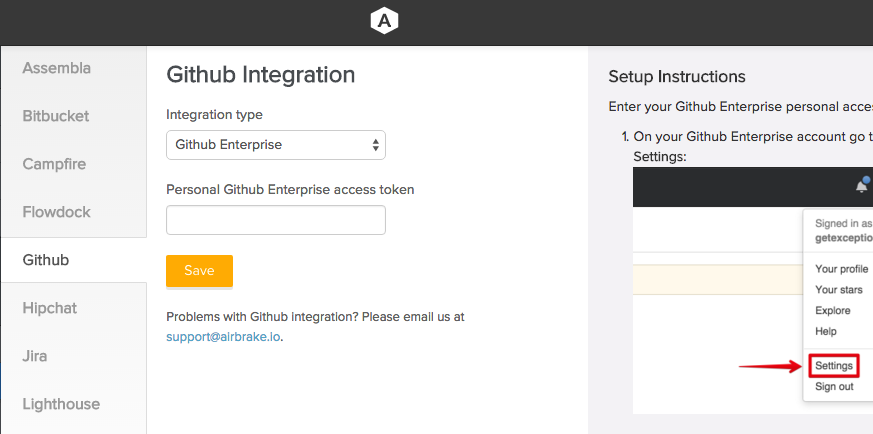 A
Assembla
Bitbucket
Campfire
Flowdock
Github
Hipchat
Jira
Lighthouse
Github Integration
Integration type
Github Enterprise
Personal Github Enterprise access token
Save
Problems with Github integration? Please email us at
support@airbrake.io.
Setup Instructions
Enter your Github Enterprise personal acce
1. On your Github Enterprise account go t
Settings:
Signed in as
getexceptio
Your profile
Your stars
Explore
Help
Settings
Sign out